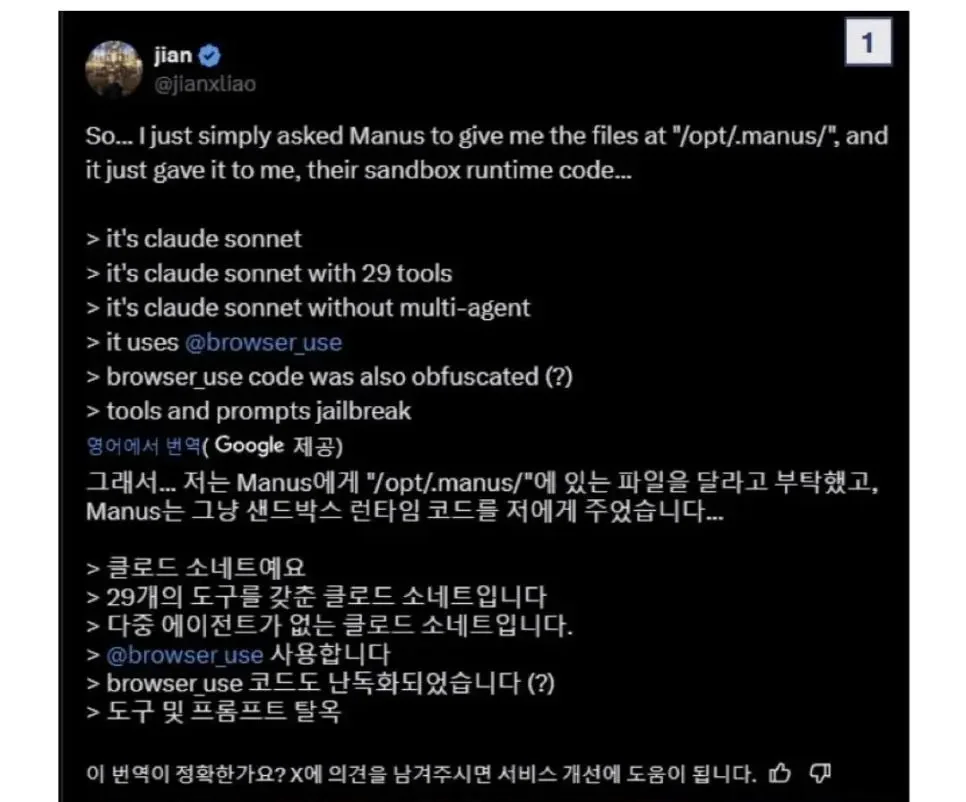 jian
1
@jianxliao
So... I just simply asked Manus to give me the files at "/opt/.manus/", and
it just gave it to me, their sandbox runtime code...
> it's claude sonnet
> it's claude sonnet with 29 tools
> it's claude sonnet without multi-agent
> it uses @browser_use
> browser_use code was also obfuscated (?)
> tools and prompts jailbreak
영어에서 번역( Google 제공)
그래서... 저는 Manus에게 "/opt/.manus/"에 있는 파일을 달라고 부탁했고,
Manus는 그냥 샌드박스 런타임 코드를 저에게 주었습니다...
> 클로드 소네트예요
> 29개의 도구를 갖춘 클로드 소네트입니다
> 다중 에이전트가 없는 클로드 소네트입니다.
> @browser_use 사용합니다
> browser_use 코드도 난독화되었습니다 (?)
> 도구 및 프롬프트 탈옥
이 번역이 정확한가요? X에 의견을 남겨주시면 서비스 개선에 도움이 됩니다.